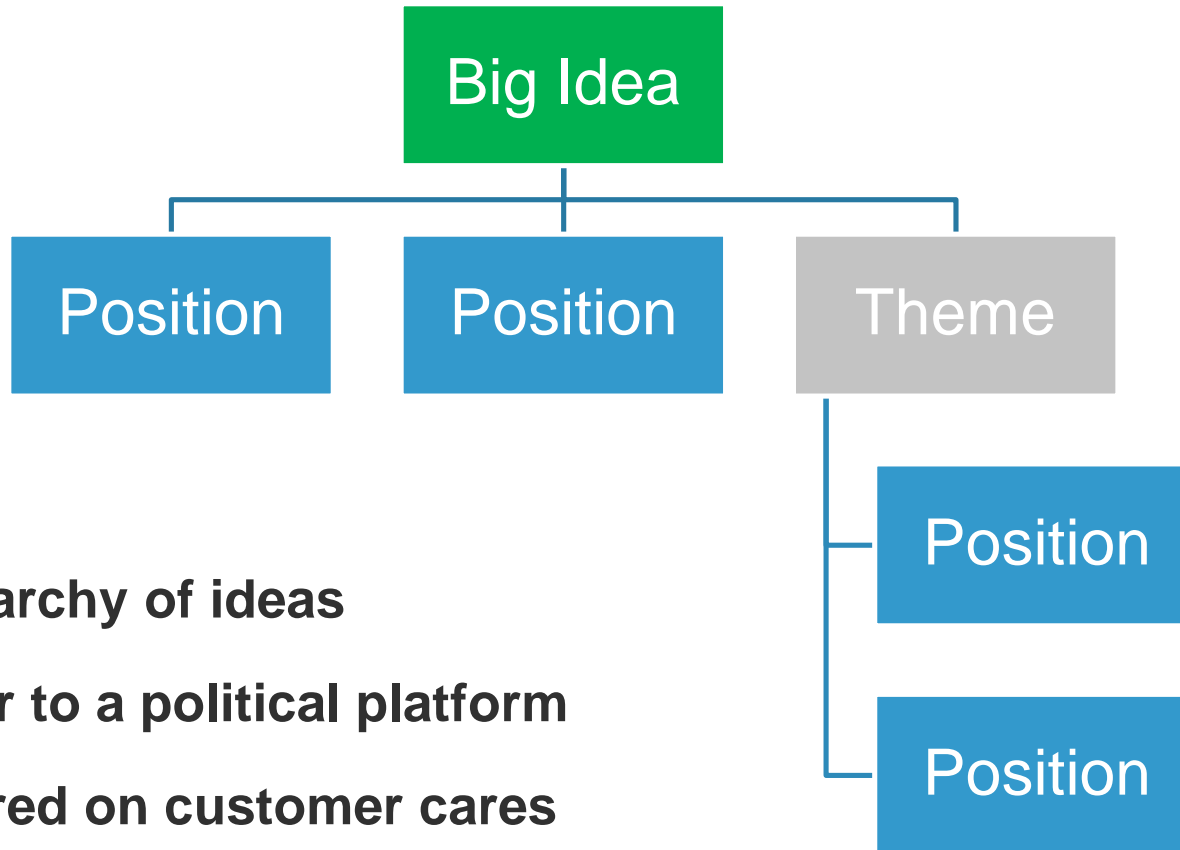 Big Idea
Position
Position
Theme
Position
archy of ideas
r to a political platform
red on customer cares
Position